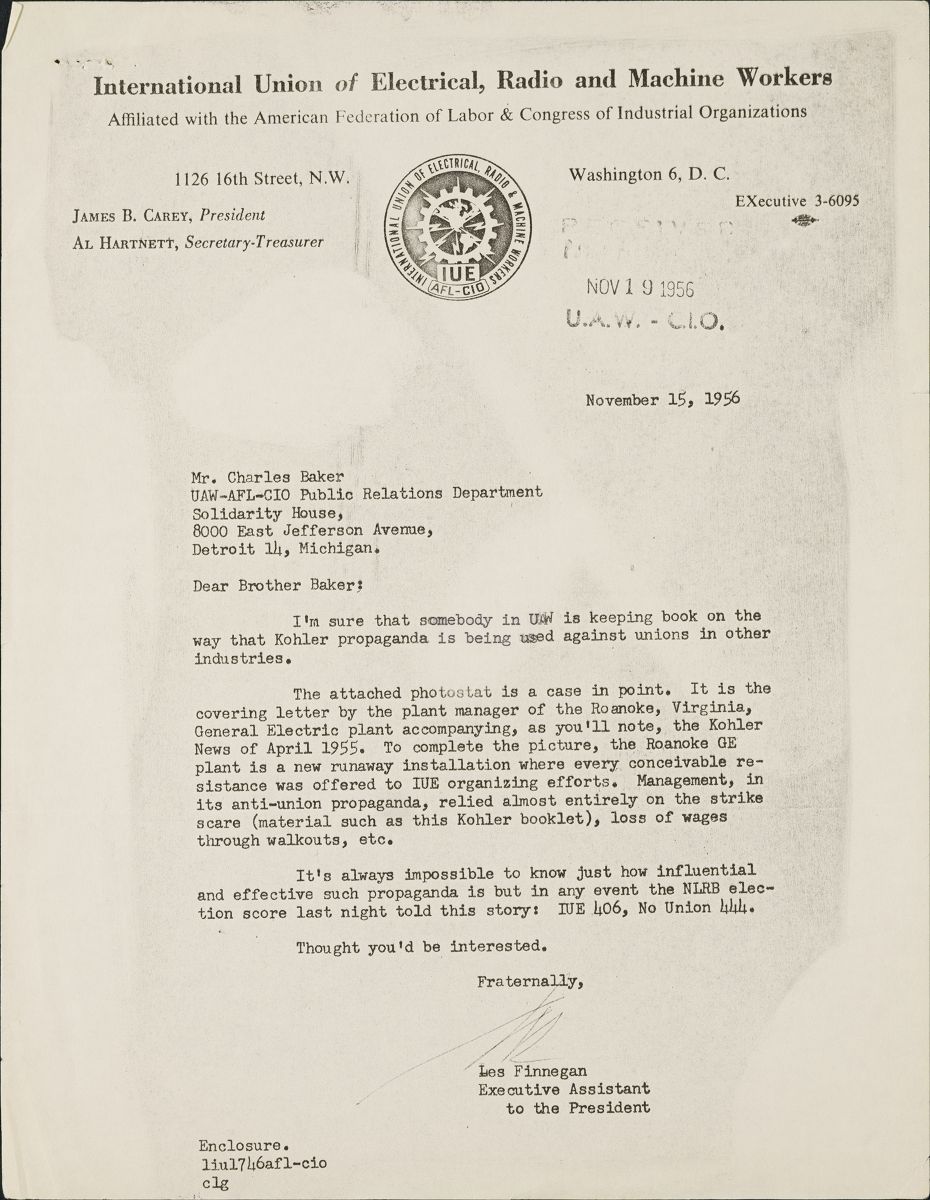 International Union of Electrical, Radio and Machine Workers
Affiliated with the American Federation of Labor & Congress of Industrial Organizations
1126 16th Street, N.W.
Washington 6, D. C.
EXecutive 3-6095
JAMES B. CAREY, President
AL HARTNETT, Secretary-Treasurer
INTERNATIONAL UNION OF ELECTRICAL, RADIO & MACHINE WORKERS
IUE
AFL-CIO
NOV 19 1956
U.A.W. - C.I.O.
November 15, 1956
Mr. Charles Baker
UAW-AFL-CIO Public Relations Department
Solidarity House,
8000 East Jefferson Avenue,
Detroit 14, Michigan.
Dear Brother Baker:
I'm sure that somebody in UAW is keeping book on the
way that Kohler propaganda is being used against unions in other
industries.
The attached photostat is a case in point. It is the
covering letter by the plant manager of the Roanoke, Virginia,
General Electric plant accompanying, as you'll note, the Kohler
News of April 1955. To complete the picture, the Roanoke GE
plant is a new runaway installation where every conceivable re-
sistance was offered to IUE organizing efforts. Management, in
its anti-union propaganda, relied almost entirely on the strike
scare (material such as this Kohler booklet), loss of wages
through walkouts, etc.
It's always impossible to know just how influential
and effective such propaganda is but in any event the NLRB elec-
tion score last night told this story: IUE 406, No Union 444.
Thought you'd be interested.
Fraternally,
Les Finnegan
Executive Assistant
to the President
Enclosure.
liu1746afl-cio
clg